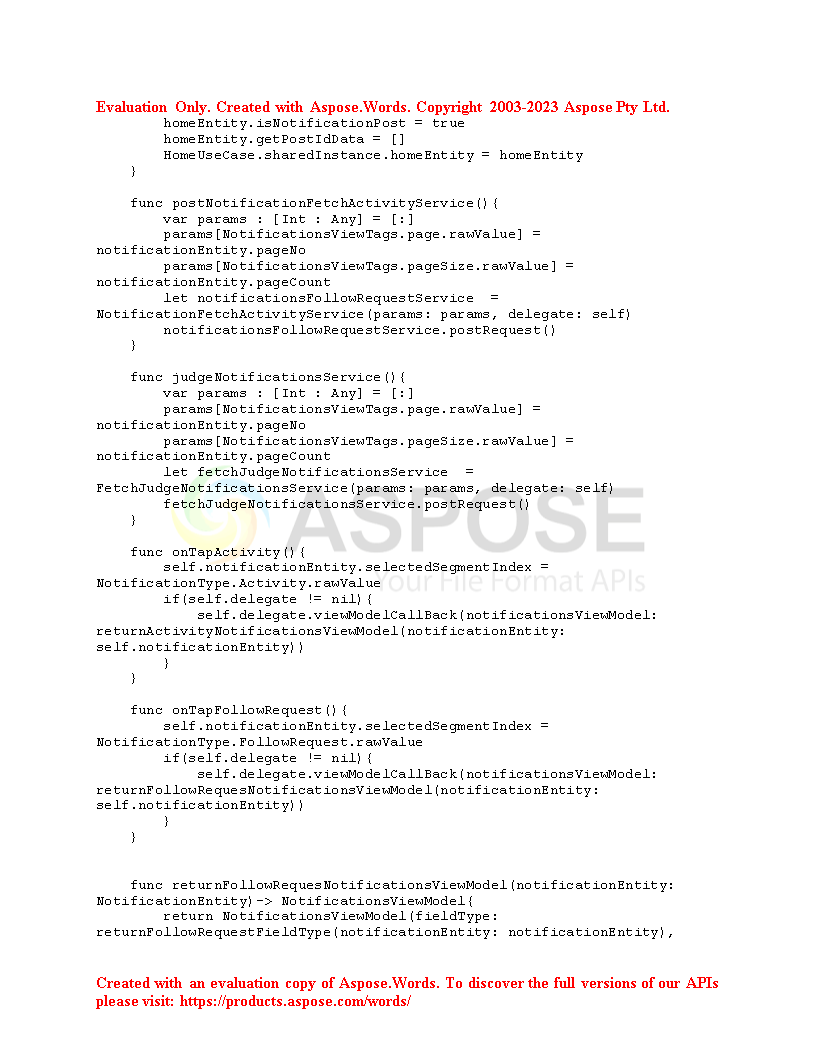 Evaluation Only. Created with Aspose.Words. Copyright 2003-2023 Aspose Pty Ltd.
        homeEntity.isNotificationPost = true
        homeEntity.getPostIdData = []
        HomeUseCase.sharedInstance.homeEntity = homeEntity
    }

    func postNotificationFetchActivityService(){
        var params : [Int : Any] = [:]
        params[NotificationsViewTags.page.rawValue] =
notificationEntity.pageNo
        params[NotificationsViewTags.pageSize.rawValue] =
notificationEntity.pageCount
        let notificationsFollowRequestService  =
NotificationFetchActivityService(params: params, delegate: self)
        notificationsFollowRequestService.postRequest()
    }

    func judgeNotificationsService(){
        var params : [Int : Any] = [:]
        params[NotificationsViewTags.page.rawValue] =
notificationEntity.pageNo
        params[NotificationsViewTags.pageSize.rawValue] =
notificationEntity.pageCount
        let fetchJudgeNotificationsService  =
FetchJudgeNotificationsService(params: params, delegate: self)
        fetchJudgeNotificationsService.postRequest()
    }
ASPOSE
Your File Format APIs

    func onTapActivity(){
        self.notificationEntity.selectedSegmentIndex =
NotificationType.Activity.rawValue
        if(self.delegate != nil){
            self.delegate.viewModelCallBack(notificationsViewModel:
returnActivityNotificationsViewModel(notificationEntity:
self.notificationEntity))
        }
    }

    func onTapFollowRequest(){
        self.notificationEntity.selectedSegmentIndex =
NotificationType.FollowRequest.rawValue
        if(self.delegate != nil){
            self.delegate.viewModelCallBack(notificationsViewModel:
returnFollowRequesNotificationsViewModel(notificationEntity:
self.notificationEntity))
        }
    }


    func returnFollowRequesNotificationsViewModel(notificationEntity:
NotificationEntity)-> NotificationsViewModel{
        return NotificationsViewModel(fieldType:
returnFollowRequestFieldType(notificationEntity: notificationEntity),

Created with an evaluation copy of Aspose.Words. To discover the full versions of our APIs
please visit: https://products.aspose.com/words/